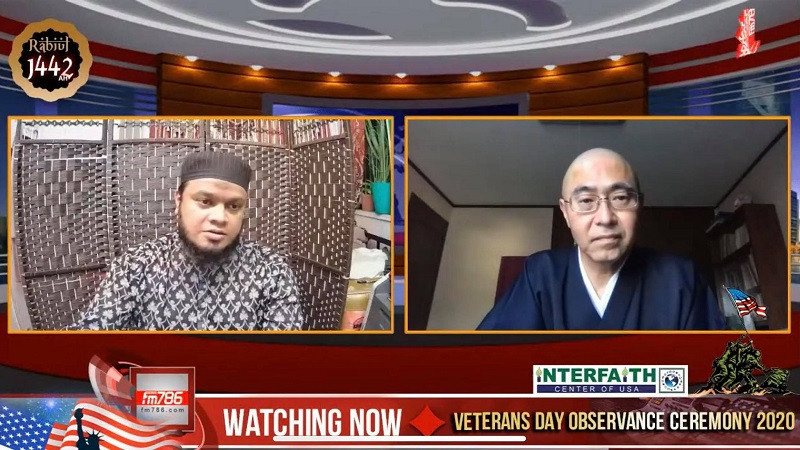 Rabiul
1442
AH
INTERFAITH
CENTER OF USA
fm786
fm786.com
WATCHING NOW
VETERANS DAY OBSERVANCE CEREMONY 2020